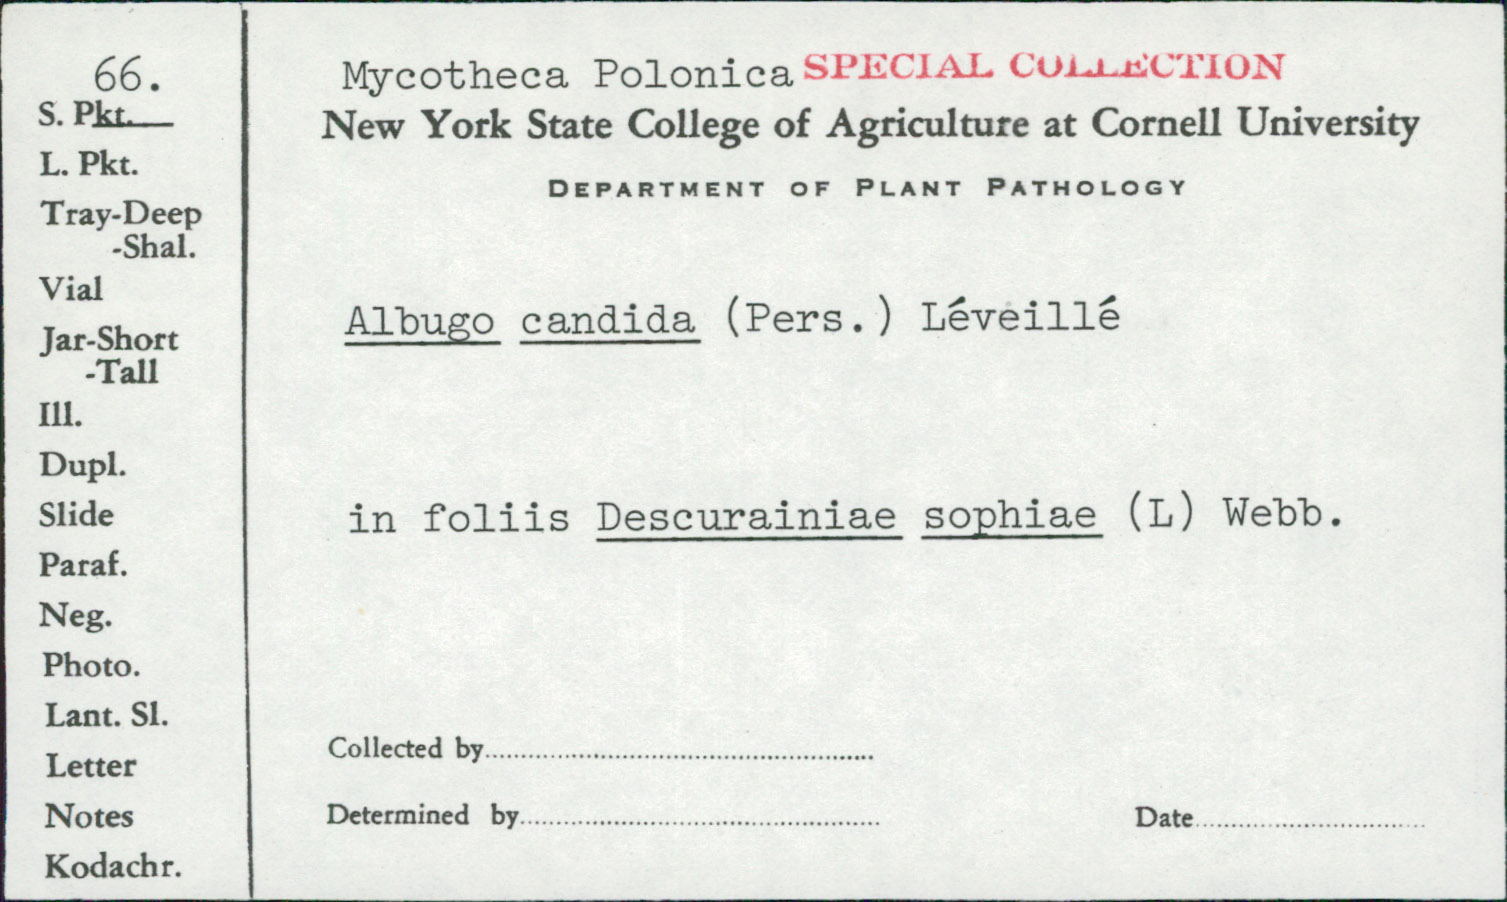 66.
S. Pkt.
L. Pkt.
Tray-Deep
-Shal.
Vial
Jar-Short
-Tall
Ill.
Dupl.
Slide
Paraf.
Neg.
Photo.
Lant. Sl.
Letter
Notes
Kodachr.
Mycotheca Polonica SPECIAL COLLECTION
New York State College of Agriculture at Cornell University
DEPARTMENT OF PLANT PATHOLOGY
Albugo candida (Pers.) Léveillé
in foliis Descurainiae sophiae (L) Webb.
Collected by
Determined by
Date